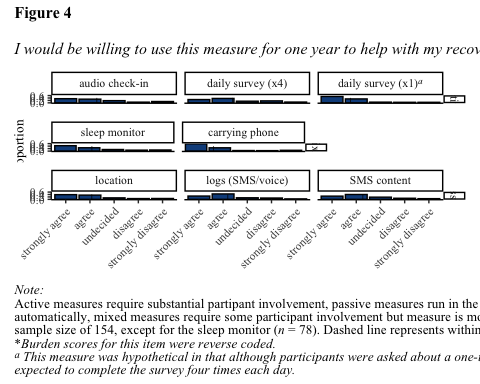 Figure 4
I would be willing to use this measure for one year to help with my recov
audio check-in daily survey (x4) daily survey (x1)a
sleep monitor carrying phone
portion
location logs (SMS/voice) SMS content
strongly agree agree undecided disagree strongly disagree strongly agree agree undecided disagree strongly disagree strongly agree agree undecided disagree strongly disagree
Note:
Active measures require substantial partipant involvement, passive measures run in the
automatically, mixed measures require some participant involvement but measure is mo
sample size of 154, except for the sleep monitor (n = 78). Dashed line represents within
*Burden scores for this item were reverse coded.
a This measure was hypothetical in that although participants were asked about a one-t
expected to complete the survey four times each day.